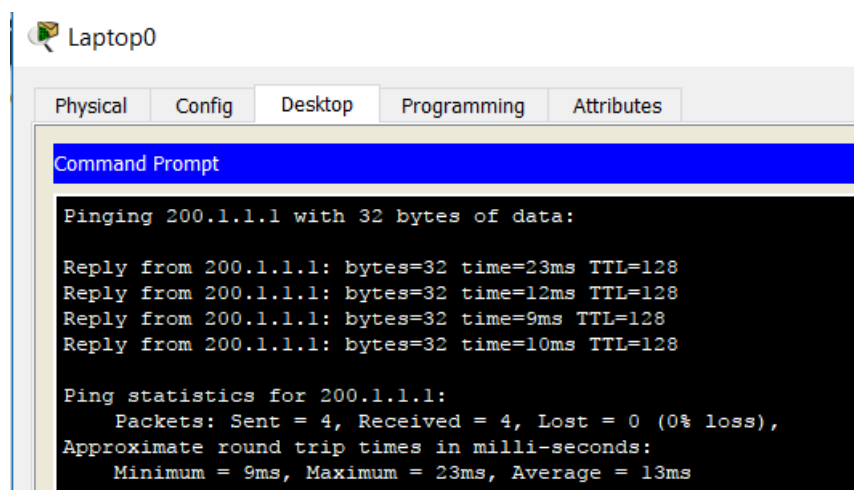 Laptop0
Physical Config Desktop Programming Attributes
Command Prompt
Pinging 200.1.1.1 with 32 bytes of data:
Reply from 200.1.1.1: bytes=32 time=23ms TTL=128
Reply from 200.1.1.1: bytes=32 time=12ms TTL=128
Reply from 200.1.1.1: bytes=32 time=9ms TTL=128
Reply from 200.1.1.1: bytes=32 time=10ms TTL=128
Ping statistics for 200.1.1.1:
Packets: Sent = 4, Received = 4, Lost = 0 (0% loss),
Approximate round trip times in milli-seconds:
Minimum = 9ms, Maximum = 23ms, Average = 13ms